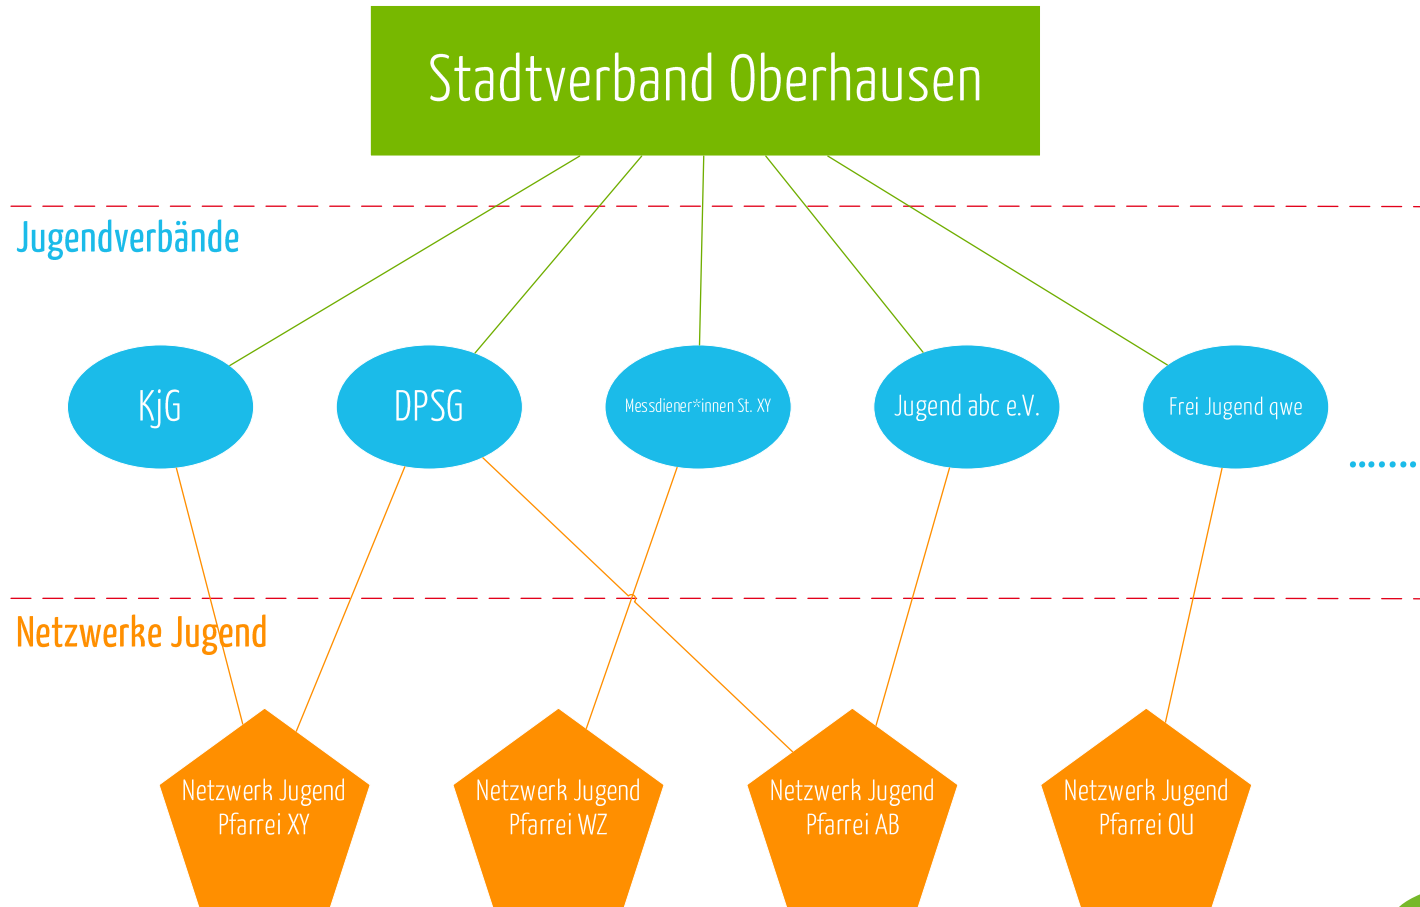 Stadtverband Oberhausen
Jugendverbände
KjG
DPSG
Messdiener*innen St. XY
Jugend abc e.V.
Frei Jugend qwe
Netzwerke Jugend
Netzwerk Jugend
Pfarrei XY
Netzwerk Jugend
Pfarrei WZ
Netzwerk Jugend
Pfarrei AB
Netzwerk Jugend
Pfarrei OU